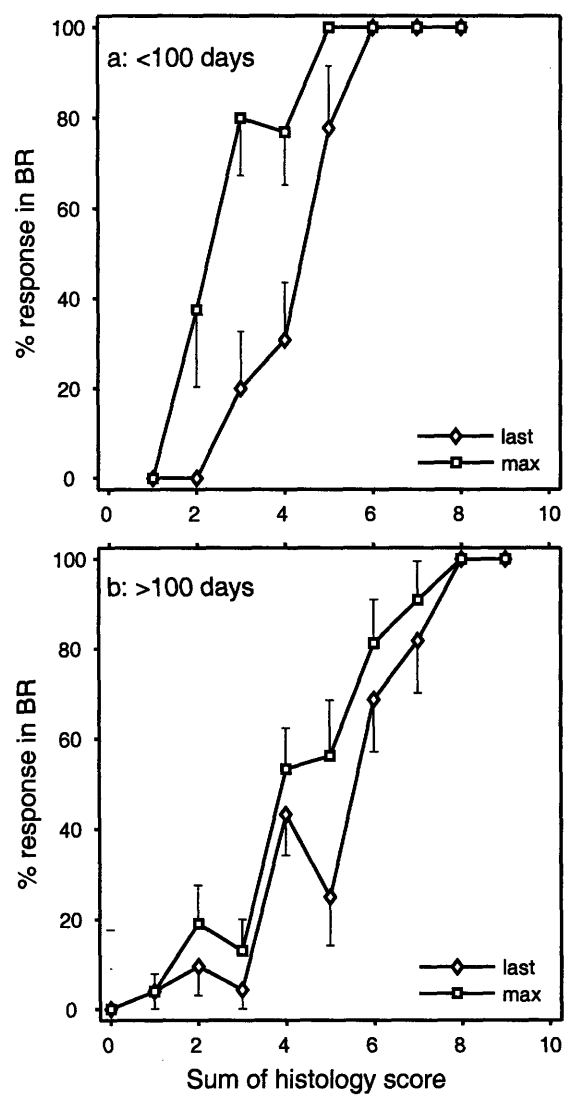 a: <100 days
% response in BR
100
80
60
40
20
0
last
max
0 2 4 6 8 10
b: >100 days
% response in BR
100
80
60
40
20
0
last
max
0 2 4 6 8 10
Sum of histology score